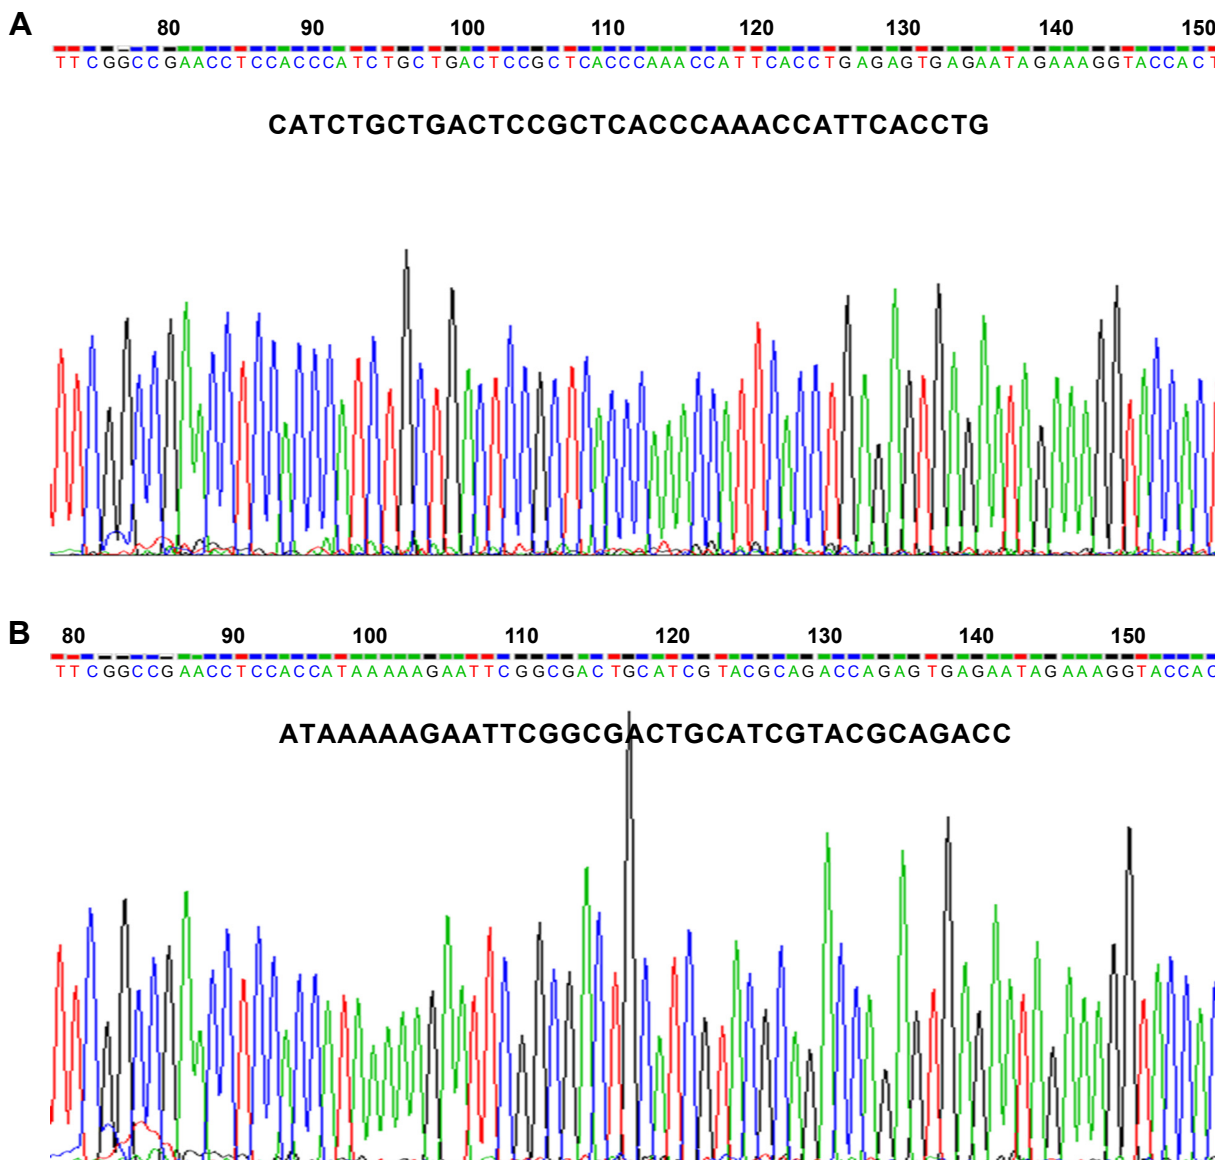 A 80 90 100 110 120 130 140 150
TTCGGCCGAACCTCCACCCATCTGCTGACTCCGCTCACCCAAACCATTCACCTGAGAGTGAGAATAGAAAGGTACCACT
CATCTGCTGACTCCGCTCACCCAAACCATTCACCTG
B 80 90 100 110 120 130 140 150
TTCGGCCGAACCTCCACCATAAAAAGAATTCGGCGACTGCATCGTACGCAGACCAGAGTGAGAATAGAAAGGTACCAC
ATAAAAAGAATTCGGCGACTGCATCGTACGCAGACC